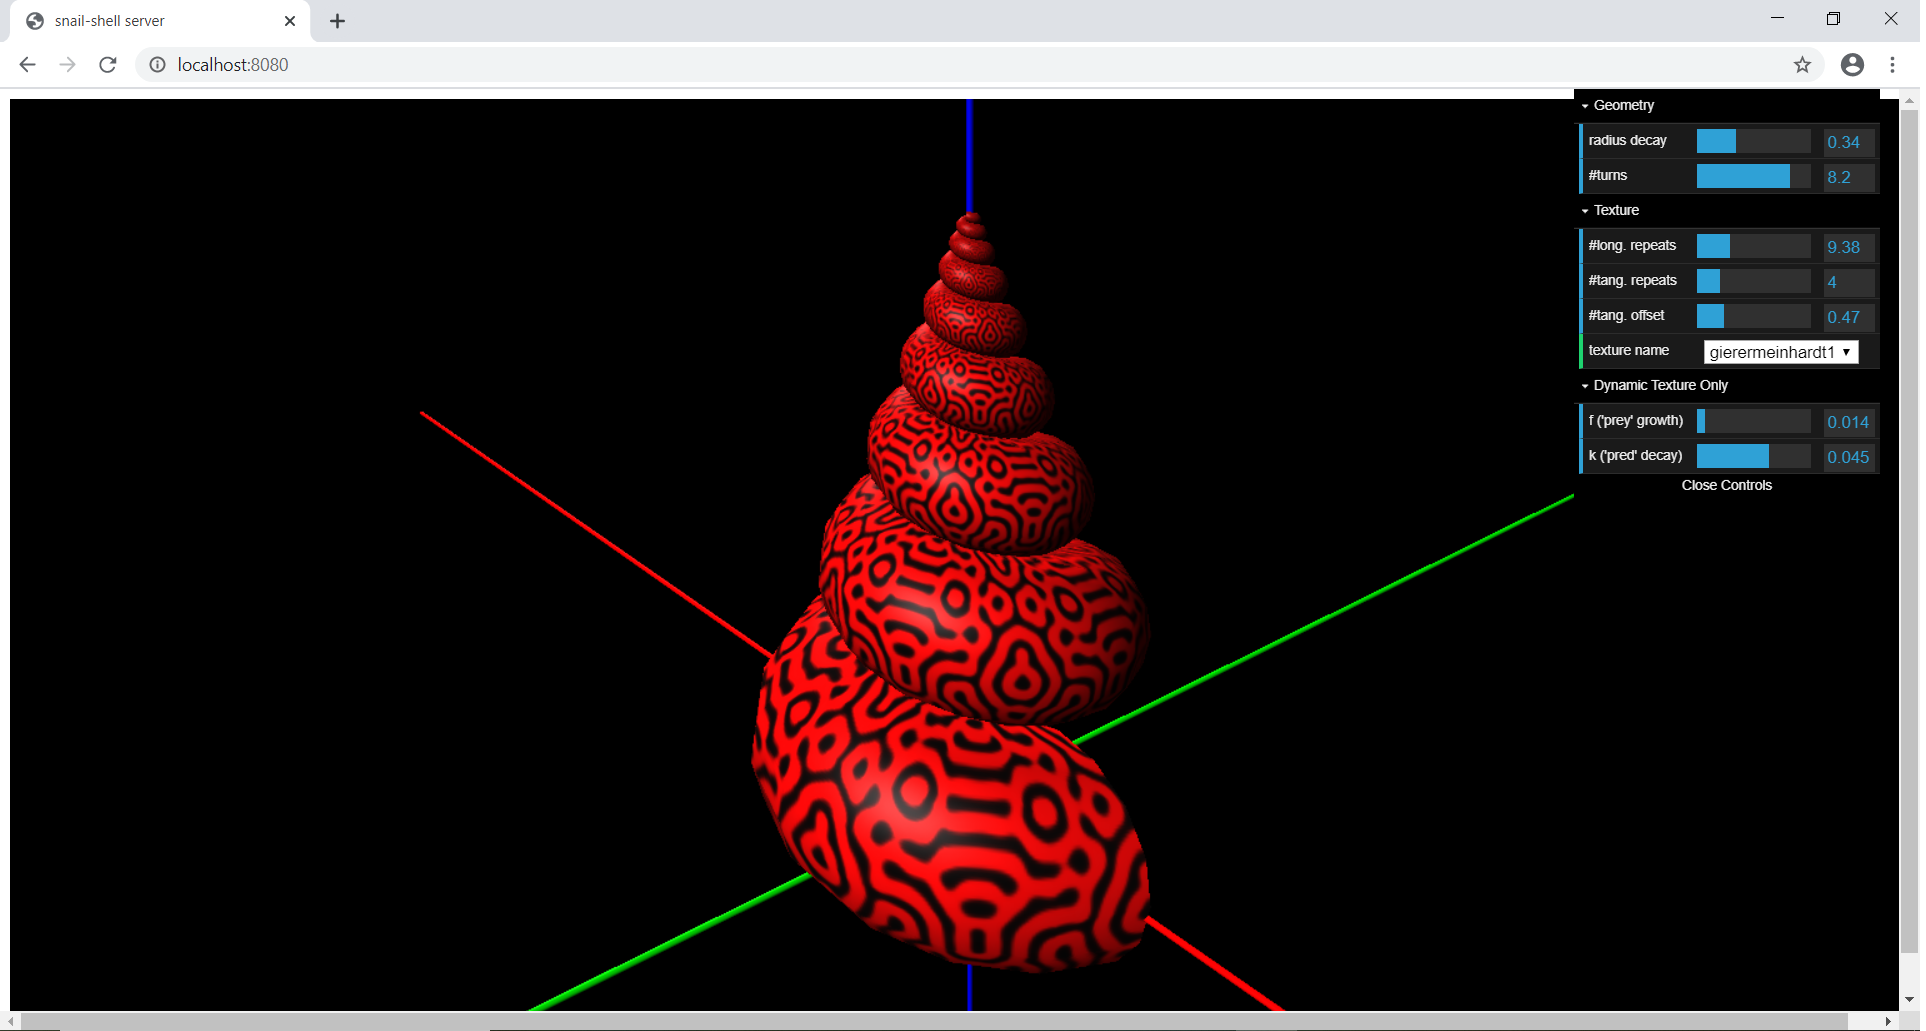 snail-shell server
localhost:8080
Geometry
radius decay 0.34
#turns 8.2
Texture
#long. repeats 9.38
#tang. repeats 4
#tang. offset 0.47
texture name gierermeinhardt1
Dynamic Texture Only
f ('prey' growth) 0.014
k ('pred' decay) 0.045
Close Controls